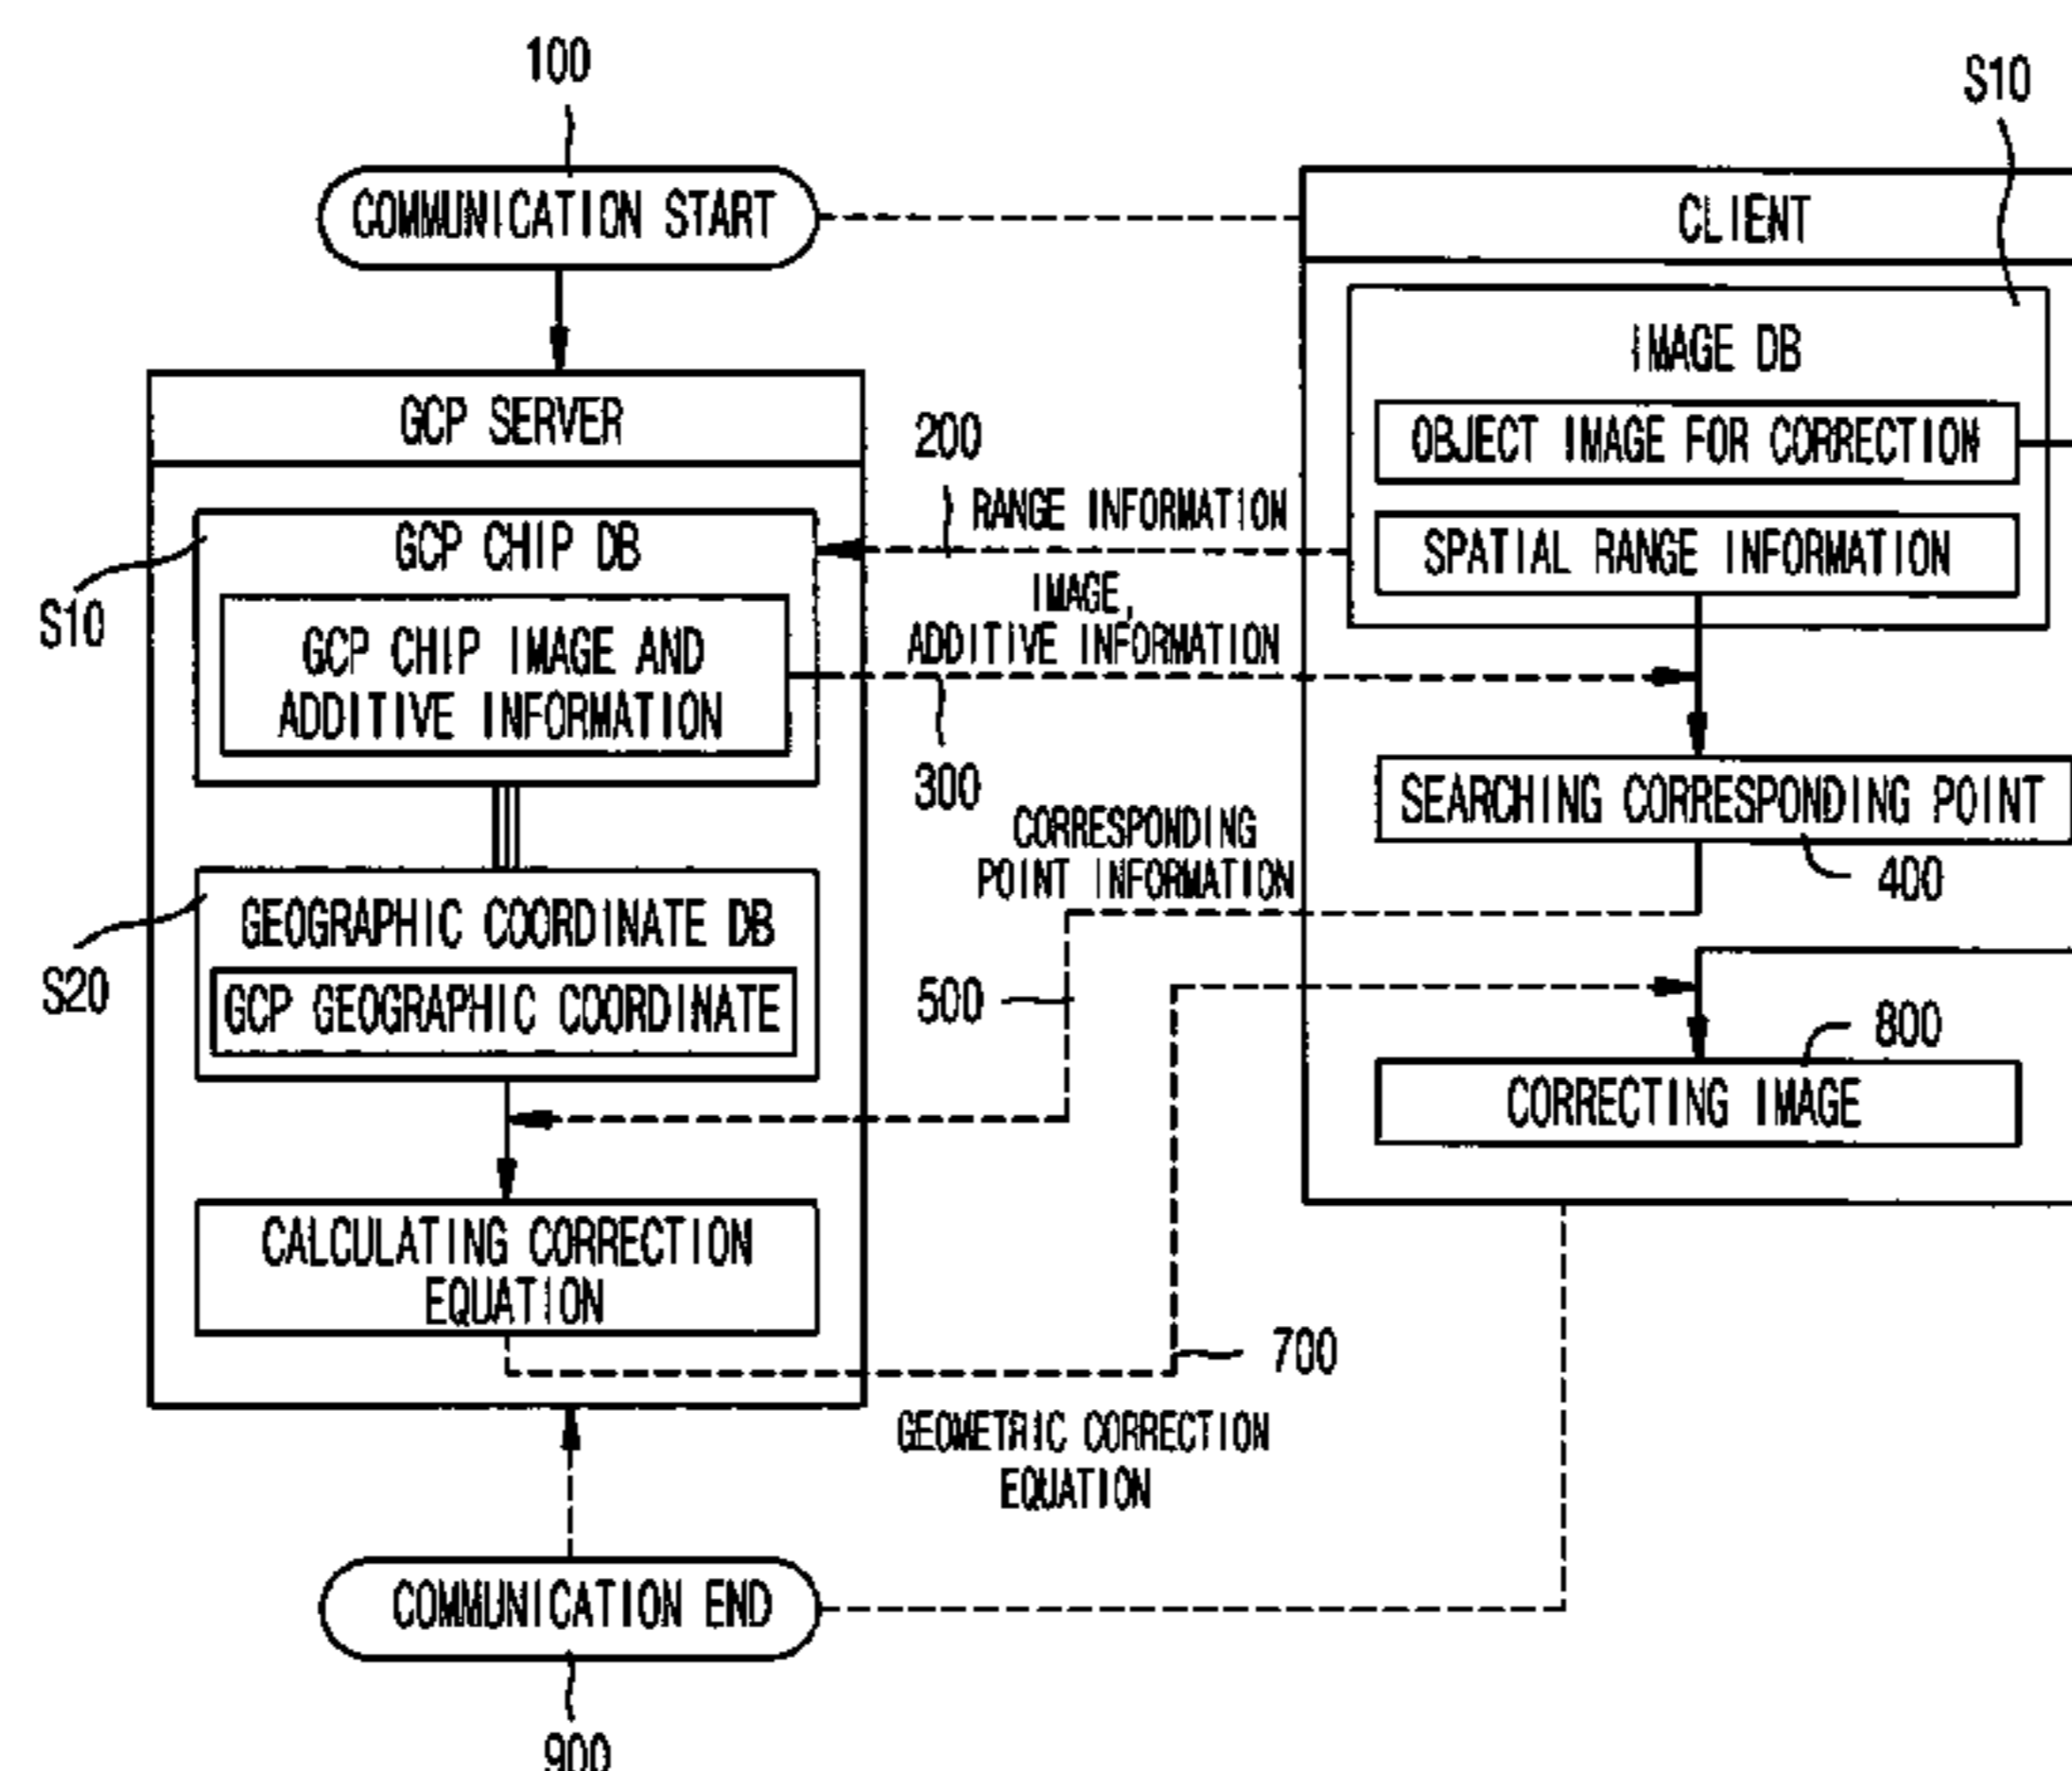 100
COMMUNICATION START
GCP SERVER
S10
GCP CHIP DB
GCP CHIP IMAGE AND
ADDITIVE INFORMATION
S20
GEOGRAPHIC COORDINATE DB
GCP GEOGRAPHIC COORDINATE
CALCULATING CORRECTION
EQUATION
COMMUNICATION END
900
200
RANGE INFORMATION
IMAGE,
ADDITIVE INFORMATION
300
CORRESPONDING
POINT INFORMATION
500
700
GEOMETRIC CORRECTION
EQUATION
S10
CLIENT
IMAGE DB
OBJECT IMAGE FOR CORRECTION
SPATIAL RANGE INFORMATION
SEARCHING CORRESPONDING POINT
400
800
CORRECTING IMAGE